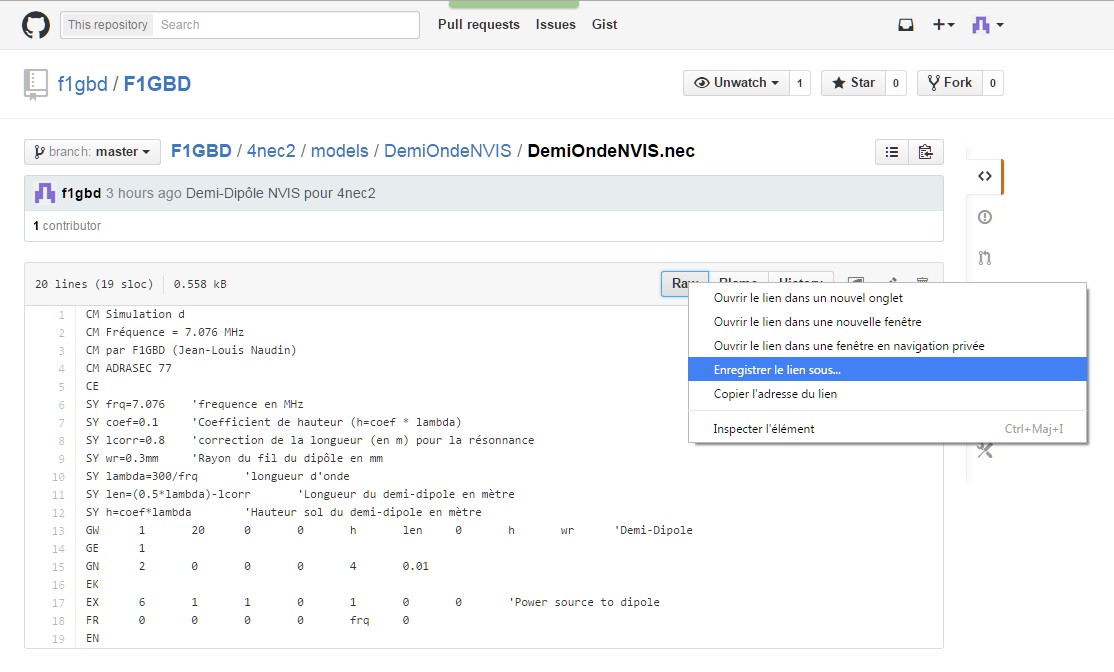 This repository Search Pull requests Issues Gist
f1gbd / F1GBD Unwatch 1 Star 0 Fork 0
branch: master F1GBD / 4nec2 / models / DemiOndeNVIS / DemiOndeNVIS.nec
f1gbd 3 hours ago Demi-Dipôle NVIS pour 4nec2
1 contributor
20 lines (19 sloc) 0.558 kB Raw Blame History
1 CM Simulation d
2 CM Fréquence = 7.076 MHz
3 CM par F1GBD (Jean-Louis Naudin)
4 CM ADRASEC 77
5 CE
6 SY frq=7.076 'frequence en MHz
7 SY coef=0.1 'Coefficient de hauteur (h=coef * lambda)
8 SY lcorr=0.8 'correction de la longueur (en m) pour la résonnance
9 SY wr=0.3mm 'Rayon du fil du dipôle en mm
10 SY lambda=300/frq 'longueur d'onde
11 SY len=(0.5*lambda)-lcorr 'Longueur du demi-dipole en mètre
12 SY h=coef*lambda 'Hauteur sol du demi-dipole en mètre
13 GW 1 20 0 0 h len 0 h wr 'Demi-Dipole
14 GE 1
15 GN 2 0 0 0 4 0.01
16 EK
17 EX 6 1 1 0 1 0 0 'Power source to dipole
18 FR 0 0 0 0 frq 0
19 EN
Ouvrir le lien dans un nouvel onglet
Ouvrir le lien dans une nouvelle fenêtre
Ouvrir le lien dans une fenêtre en navigation privée
Enregistrer le lien sous...
Copier l'adresse du lien
Inspecter l'élément Ctrl+Maj+I